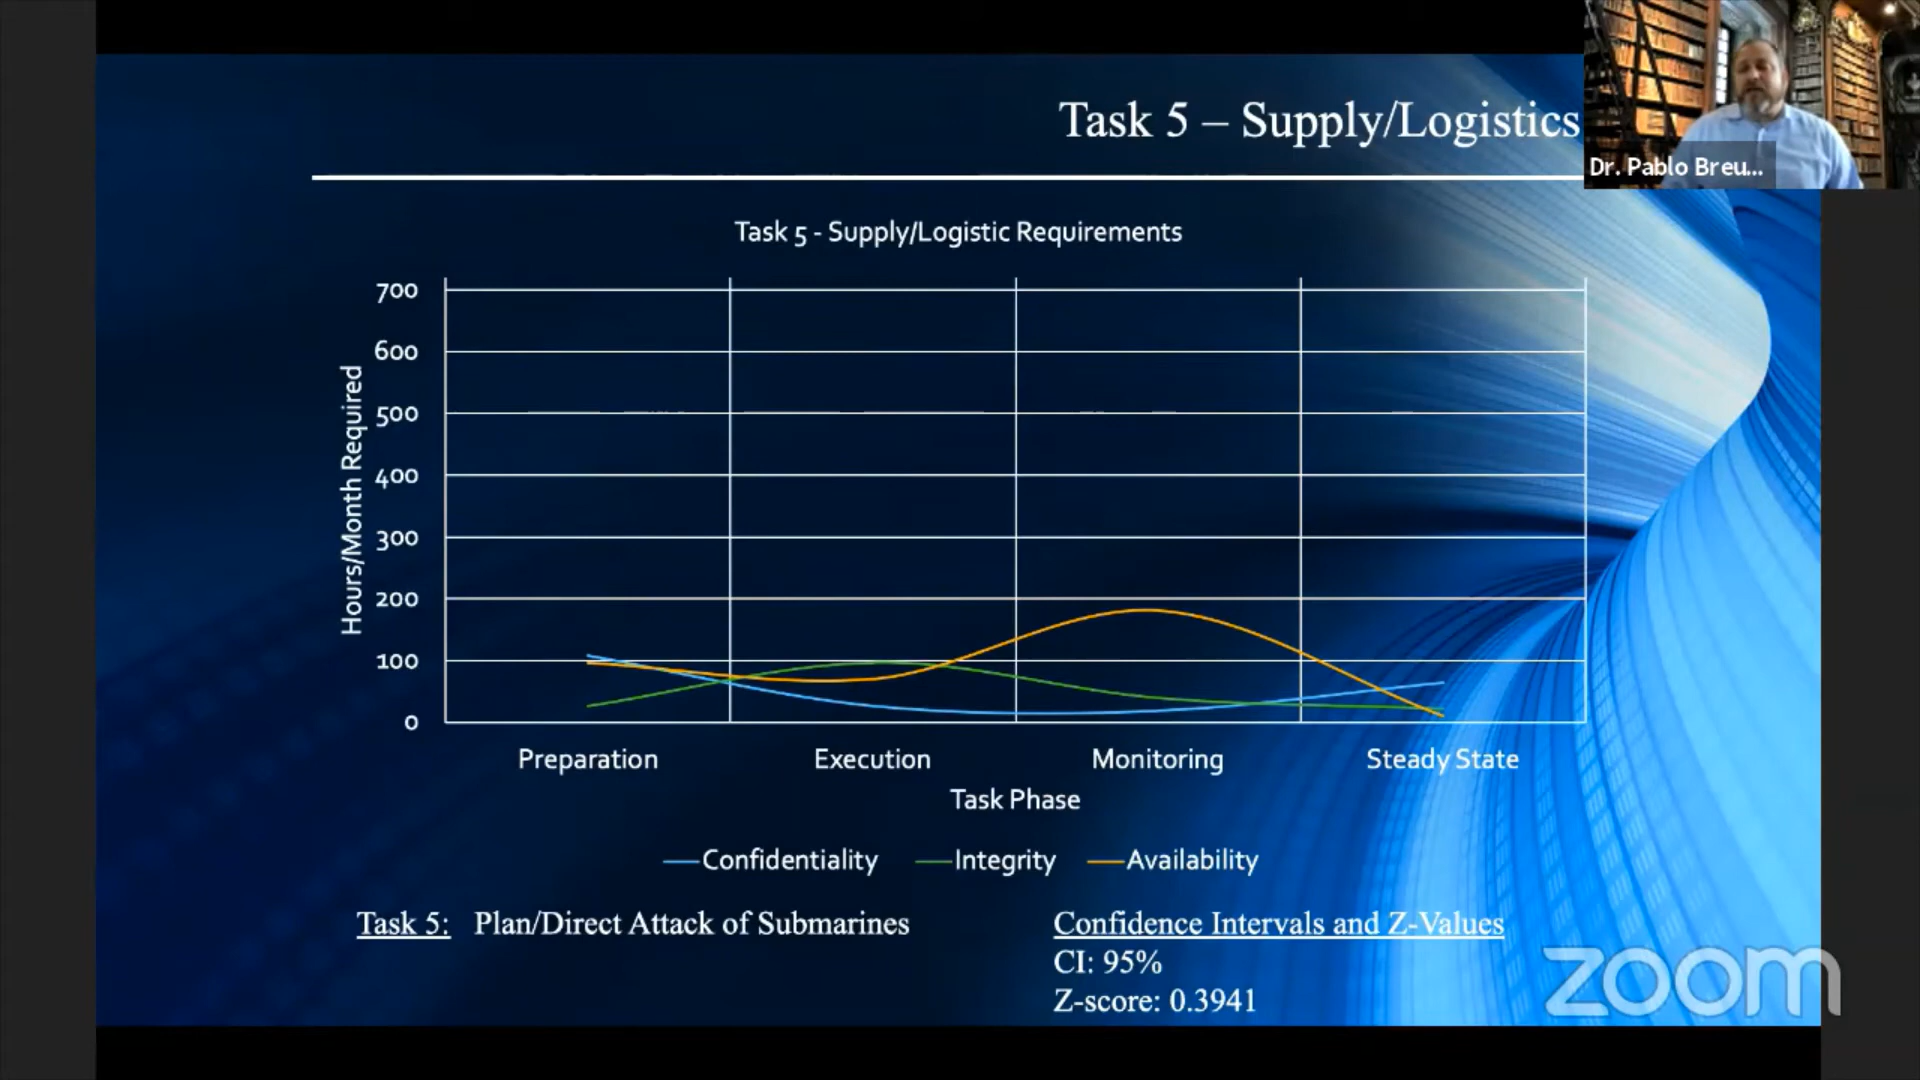 Task 5 – Supply/Logistics
Dr. Pablo Breu...
Task 5 - Supply/Logistic Requirements
Hours/Month Required
700
600
500
400
300
200
100
0
Preparation Execution Monitoring Steady State
Task Phase
Confidentiality Integrity Availability
Task 5: Plan/Direct Attack of Submarines
Confidence Intervals and Z-Values
CI: 95%
Z-score: 0.3941
zoom